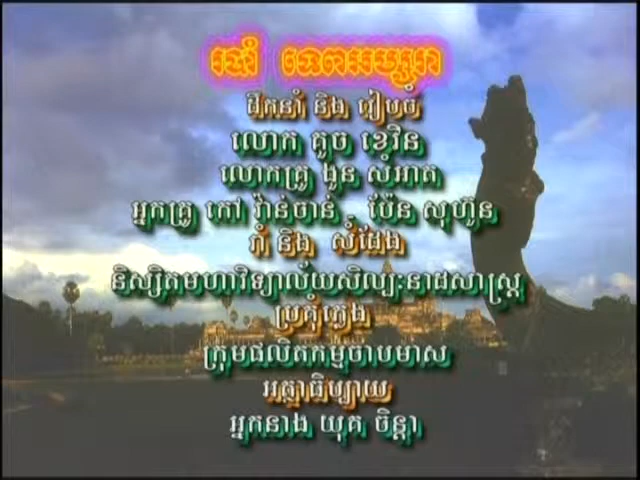 របាំ ទេពអប្សរា
ដឹកនាំ និង រៀបចំ
លោក គួច ខេរិន
លោកគ្រូ ងួន សំអាត
អ្នកគ្រូ កៅ វ៉ាន់ចាន់ . ប៉ែន សុហ៊ួន
រាំ និង សំដែង
និស្សិតមហាវិទ្យាល័យសិល្បៈនាដសាស្ត្រ
ប្រគុំភ្លេង
ក្រុមផលិតកម្មចាបមាស
អត្ថាធិប្បាយ
អ្នកនាង យុគ ចិន្តា